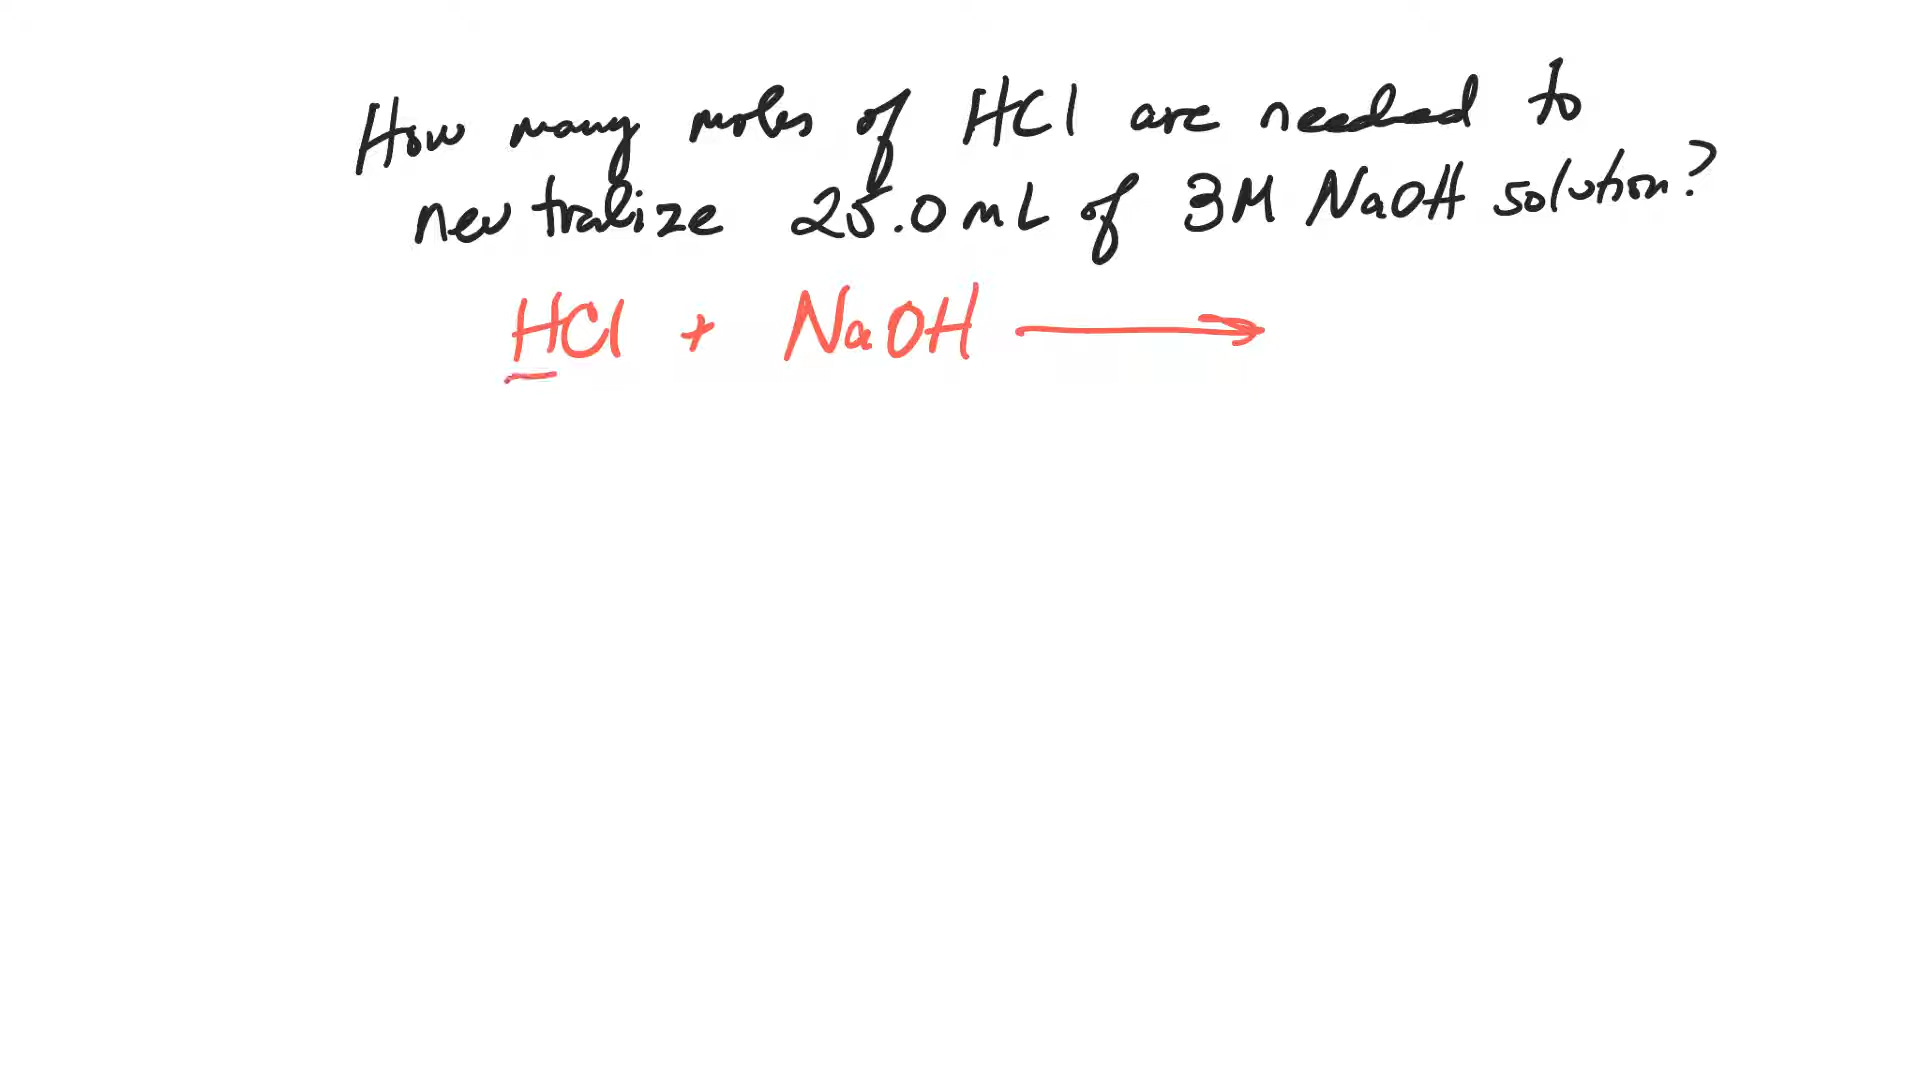 How many moles of HCl are needed to
neutralize 25.0 mL of 3M NaOH solution?
HCl + NaOH ⟶